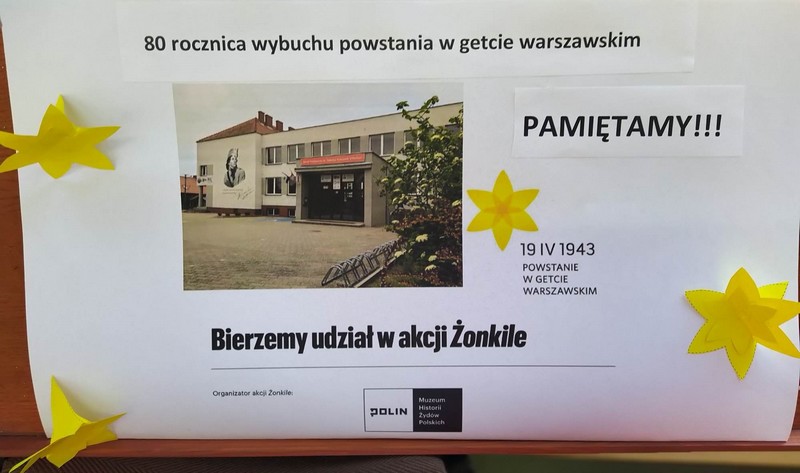 80 rocznica wybuchu powstania w getcie warszawskim
PAMIĘTAMY!!!
19 IV 1943
POWSTANIE
W GETCIE
WARSZAWSKIM
Bierzemy udział w akcji Żonkile
Organizator akcji Żonkile:
POLIN
Muzeum
Historii
Żydów
Polskich